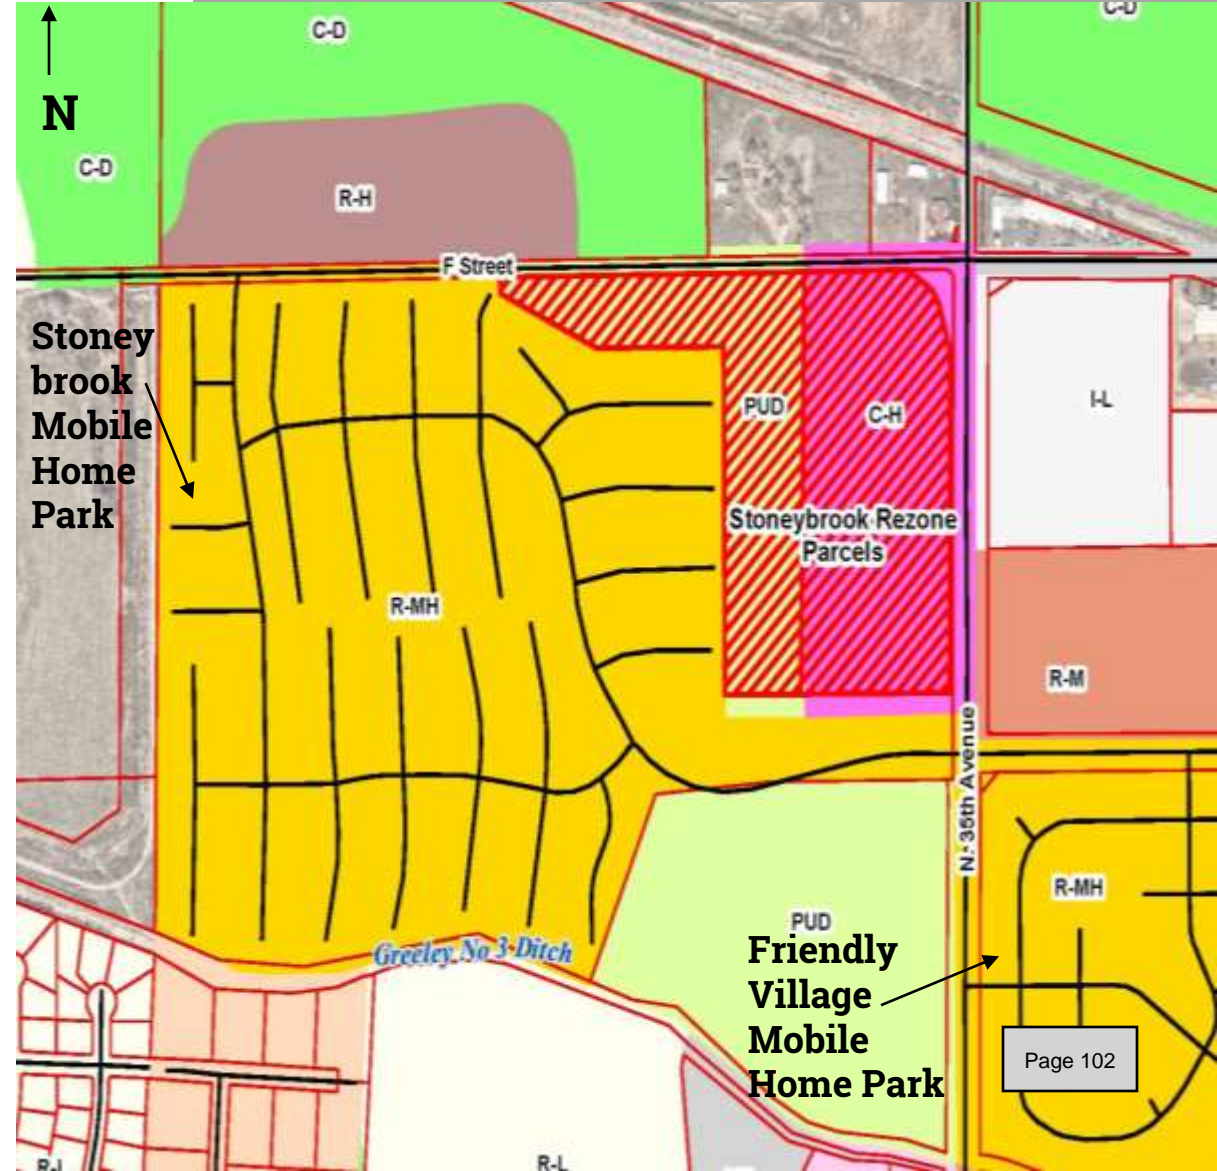 C-D
C-D
N
C-D
R-H
F Street
Stoney
brook
Mobile
Home
Park
PUD
C-H
I-L
Stoneybrook Rezone
Parcels
R-MH
R-M
N. 35th Avenue
R-MH
PUD
Greeley No 3 Ditch
Friendly
Village
Mobile
Home Park
Page 102
R-L
R-L